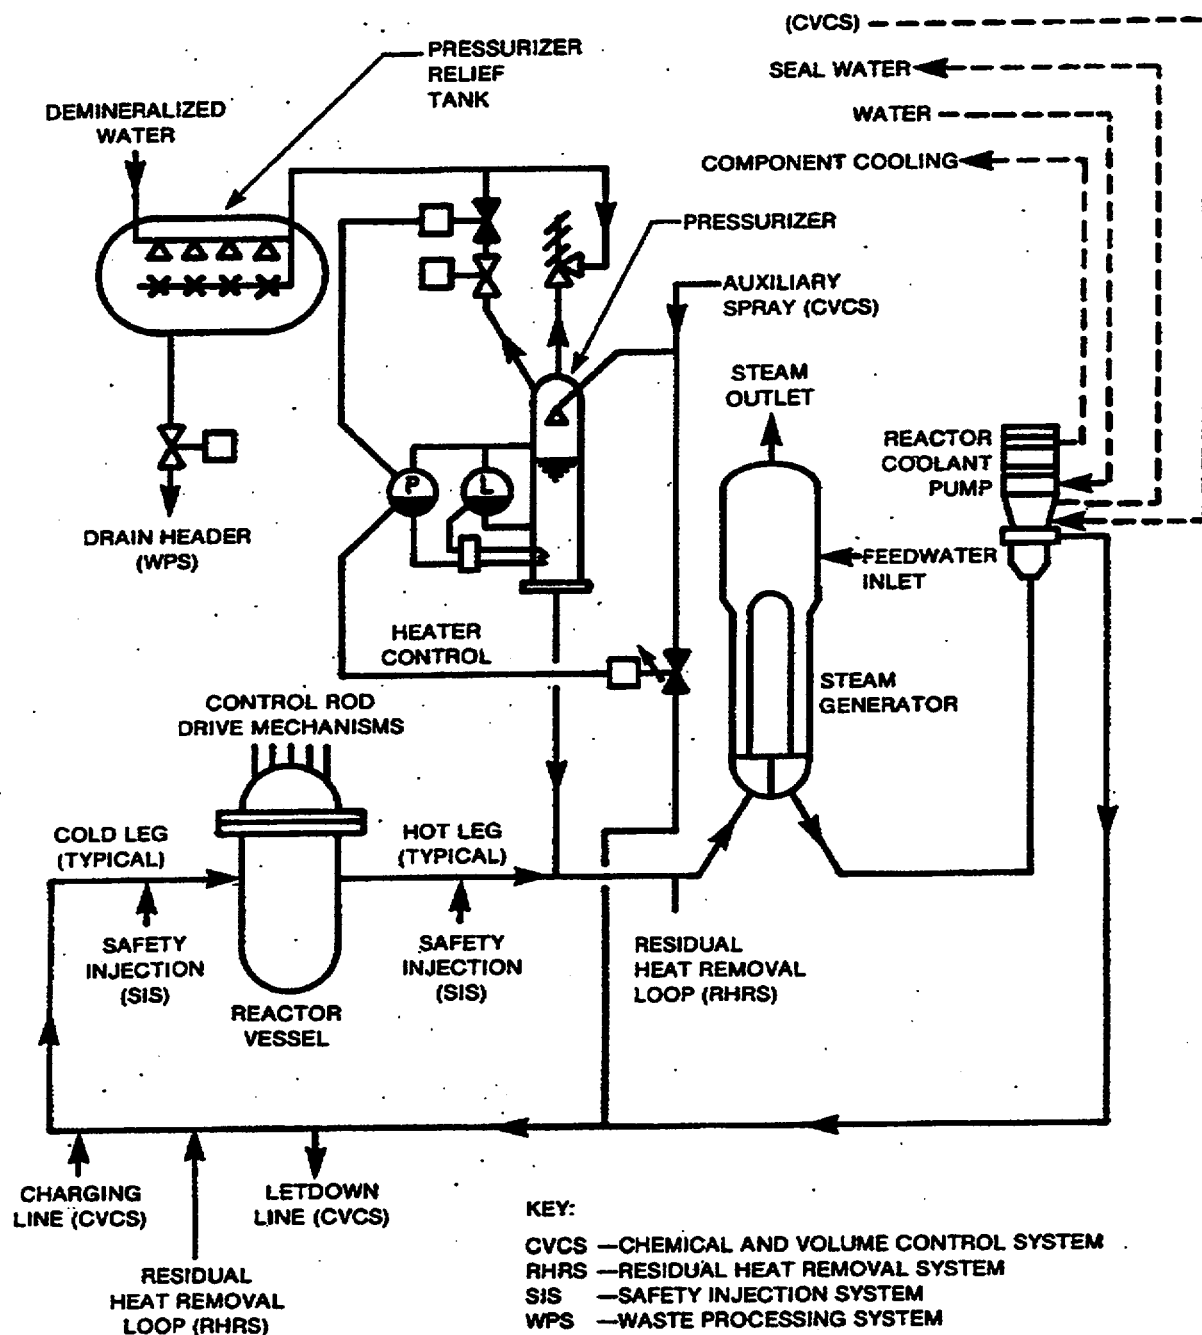 (CVCS)
SEAL WATER
WATER
COMPONENT COOLING
PRESSURIZER
RELIEF
TANK
DEMINERALIZED
WATER
PRESSURIZER
AUXILIARY
SPRAY (CVCS)
STEAM
OUTLET
REACTOR
COOLANT
PUMP
P
L
DRAIN HEADER
(WPS)
FEEDWATER
INLET
HEATER
CONTROL
STEAM
GENERATOR
CONTROL ROD
DRIVE MECHANISMS
COLD LEG
(TYPICAL)
HOT LEG
(TYPICAL)
SAFETY
INJECTION
(SIS)
SAFETY
INJECTION
(SIS)
RESIDUAL
HEAT REMOVAL
LOOP (RHRS)
REACTOR
VESSEL
CHARGING
LINE (CVCS)
LETDOWN
LINE (CVCS)
RESIDUAL
HEAT REMOVAL
LOOP (RHRS)
KEY:
CVCS —CHEMICAL AND VOLUME CONTROL SYSTEM
RHRS —RESIDUAL HEAT REMOVAL SYSTEM
SIS —SAFETY INJECTION SYSTEM
WPS —WASTE PROCESSING SYSTEM